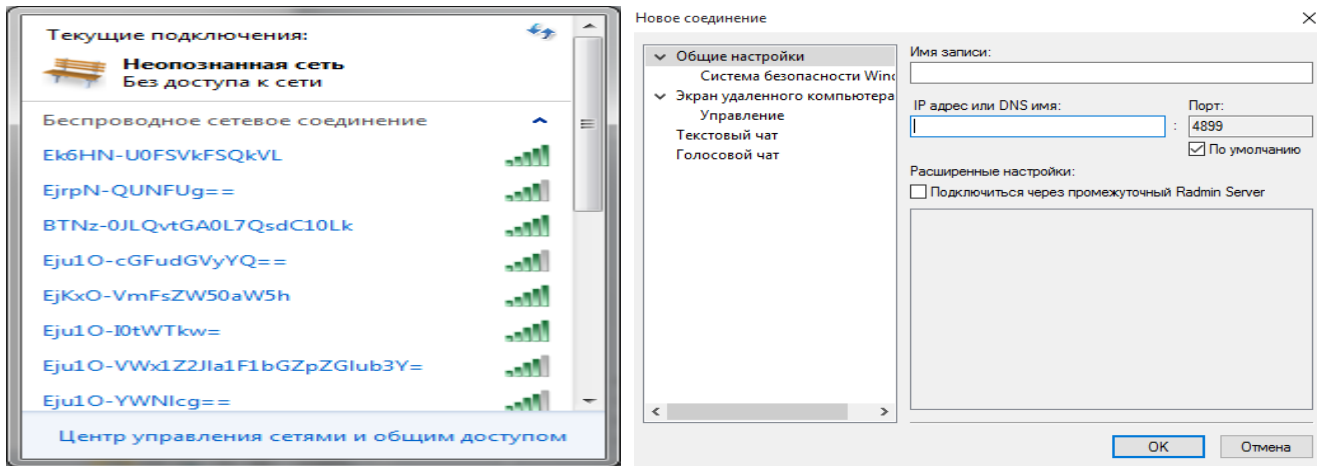 Текущие подключения:
Неопознанная сеть
Без доступа к сети
Беспроводное сетевое соединение
Ek6HN-U0FSVkFSQkVL
EjrpN-QUNFUg==
BTNz-0JLQvtGA0L7QsdC10Lk
Eju1O-cGFudGVyYQ==
EjKxO-VmFsZW50aW5h
Eju1O-I0tWTkw=
Eju1O-VWx1Z2Jla1F1bGZpZGlub3Y=
Eju1O-YWNlcg==
Центр управления сетями и общим доступом
Новое соединение
Общие настройки
Система безопасности Wind
Экран удаленного компьютера
Управление
Текстовый чат
Голосовой чат
Имя записи:
IP адрес или DNS имя:
Порт:
: 4899
По умолчанию
Расширенные настройки:
Подключиться через промежуточный Radmin Server
OK
Отмена